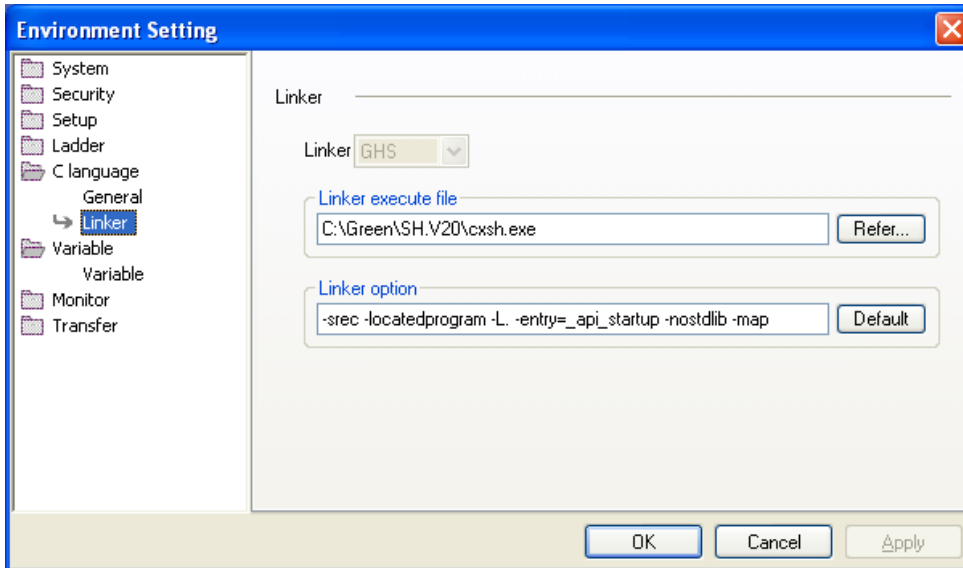 Environment Setting
System
Security
Setup
Ladder
C language
General
Linker
Variable
Variable
Monitor
Transfer
Linker
Linker GHS
Linker execute file
C:\Green\SH.V20\cxsh.exe Refer...
Linker option
-srec -locatedprogram -L. -entry=_api_startup -nostdlib -map Default
OK Cancel Apply